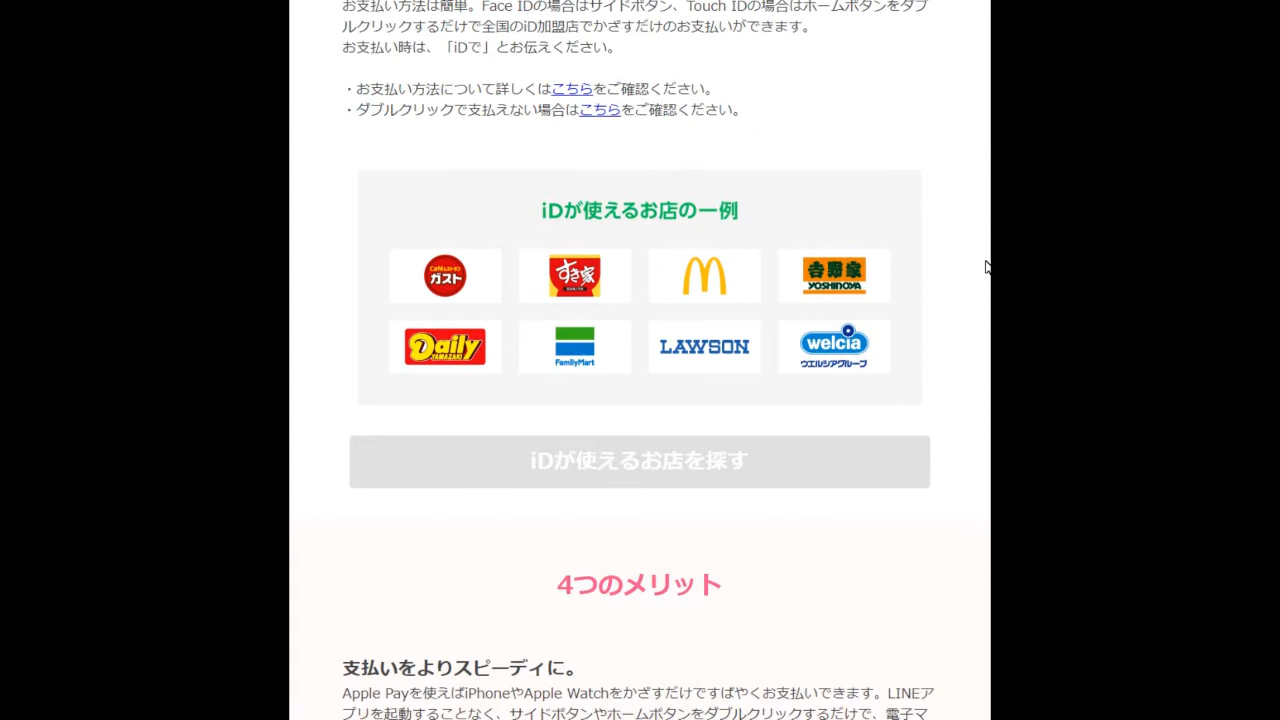 お支払い方法は簡単。Face IDの場合はサイドボタン、Touch IDの場合はホームボタンをダブ
ルクリックするだけで全国のiD加盟店でかざすだけのお支払いができます。
お支払い時は、「iDで」とお伝えください。
・お支払い方法について詳しくはこちらをご確認ください。
・ダブルクリックで支払えない場合はこちらをご確認ください。
iDが使えるお店の一例
Caféレストラン
ガスト
すき家
SUKIYA
吉野家
YOSHINOYA
Daily
YAMAZAKI
FamilyMart
LAWSON
welcia
ウエルシアグループ
iDが使えるお店を探す
4つのメリット
支払いをよりスピーディに。
Apple Payを使えばiPhoneやApple Watchをかざすだけですばやくお支払いできます。LINEア
プリを起動することなく、サイドボタンやホームボタンをダブルクリックするだけで、電子マ